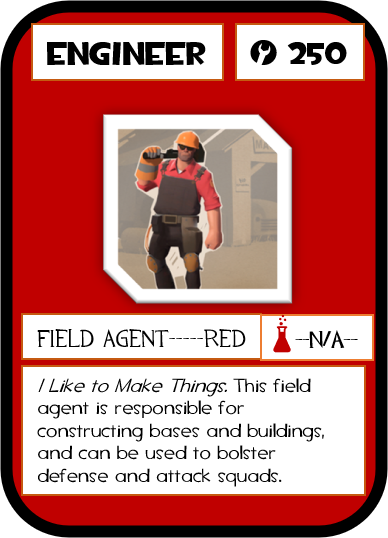 ENGINEER
250
FIELD AGENT-----RED
--N/A--
I Like to Make Things. This field
agent is responsible for
constructing bases and buildings,
and can be used to bolster
defense and attack squads.